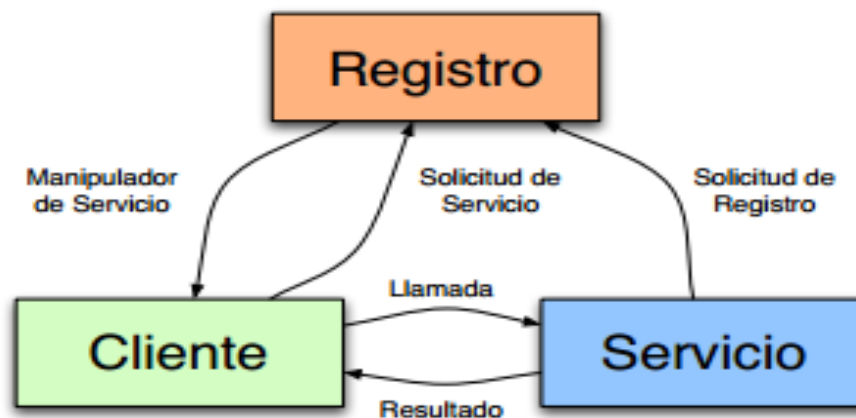 Registro
Manipulador
de Servicio
Solicitud de
Servicio
Solicitud de
Registro
Llamada
Cliente
Servicio
Resultado